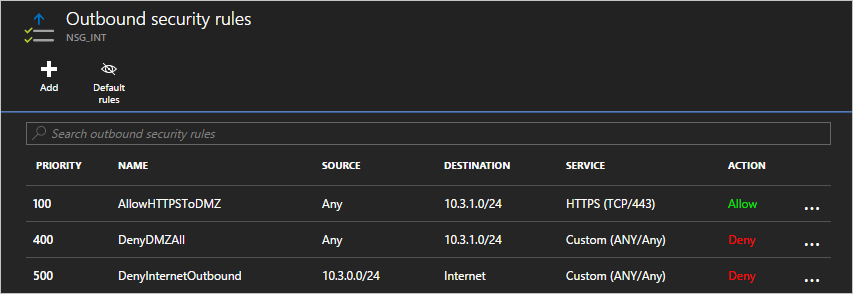 Outbound security rules
NSG_INT
Add
Default
rules
Search outbound security rules
PRIORITY NAME SOURCE DESTINATION SERVICE ACTION
100 AllowHTTPSToDMZ Any 10.3.1.0/24 HTTPS (TCP/443) Allow ...
400 DenyDMZAll Any 10.3.1.0/24 Custom (ANY/Any) Deny ...
500 DenyInternetOutbound 10.3.0.0/24 Internet Custom (ANY/Any) Deny ...